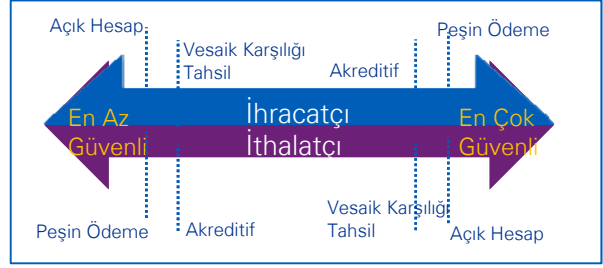 Açık Hesap
Peşin Ödeme
Vesaik Karşılığı
Tahsil
Akreditif
En Az
Güvenli
İhracatçı
İthalatçı
En Çok
Güvenli
Peşin Ödeme
Akreditif
Vesaik Karşılığı
Tahsil
Açık Hesap